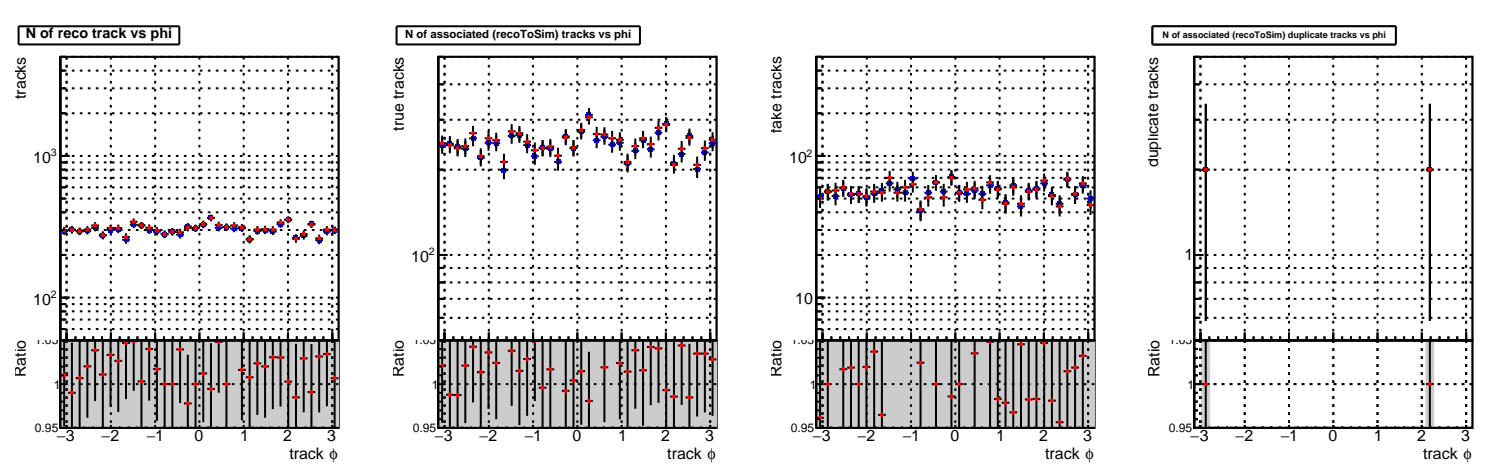 N of reco track vs phi
tracks
10³
10²
Ratio
1
0.95
−3 −2 −1 0 1 2 3
track ϕ
N of associated (recoToSim) tracks vs phi
true tracks
10²
Ratio
1
0.95
−3 −2 −1 0 1 2 3
track ϕ
fake tracks
10²
10
Ratio
1
0.95
−3 −2 −1 0 1 2 3
track ϕ
N of associated (recoToSim) duplicate tracks vs phi
duplicate tracks
1
Ratio
1
0.95
−3 −2 −1 0 1 2 3
track ϕ